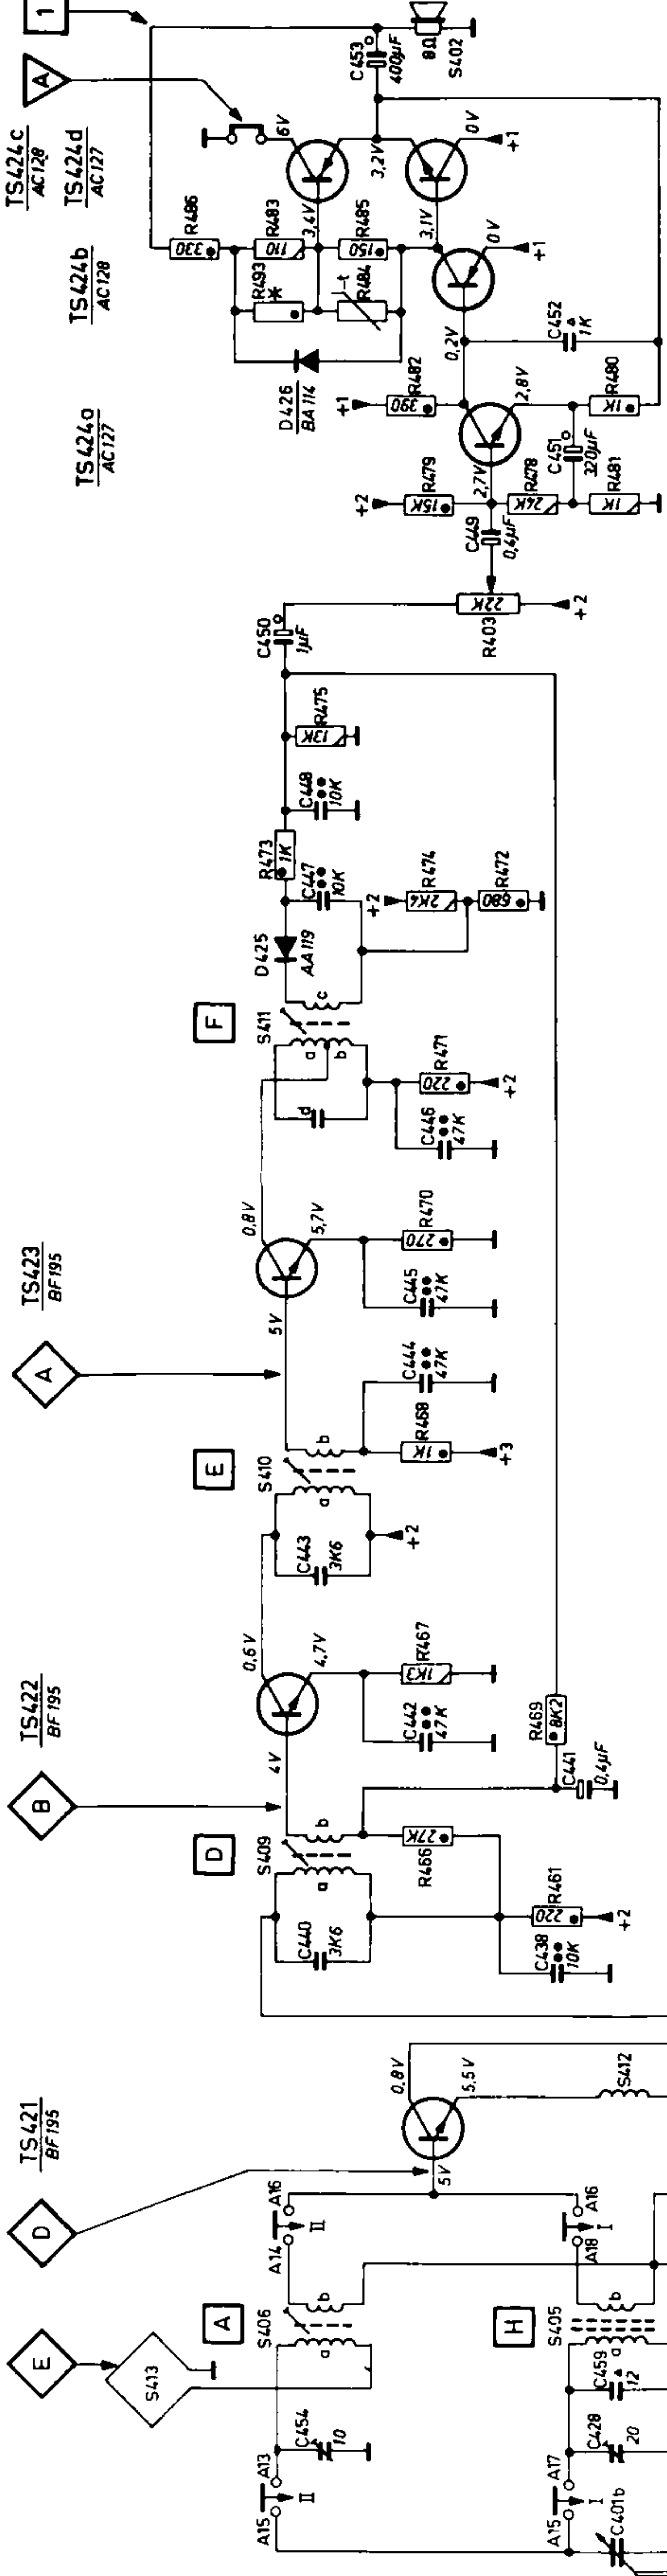 TS421
BF195
TS422
BF195
TS423
BF195
TS424a
AC127
TS424b
AC128
TS424c
AC128
TS424d
AC127
E
D
B
A
A
1
S413
A
S406
a
b
A15
A13
II
C454
10
A14
A16
II
H
S405
a
b
A15
A17
I
C401b
C428
20
C459
12
A18
A16
I
5V
0,8V
5,5V
S412
D
S409
a
b
C440
3K6
C438
10K
R461
220
+2
R466
27K
4V
0,6V
4,7V
C442
47K
R467
1K3
C441
0,4µF
R469
8K2
E
S410
a
b
C443
3K6
+2
R468
1K
+3
C444
47K
5V
0,8V
5,7V
C445
47K
R470
270
F
S411
a
b
c
d
C446
47K
R471
220
+2
D425
AA119
C447
10K
R473
1K
+2
R474
2K4
R472
680
C448
10K
R475
13K
C450
1µF
R403
22K
+2
C449
0,4µF
+2
R479
15K
2,7V
R478
24K
R481
1K
C451
320µF
2,8V
R480
1K
+1
R482
390
0,2V
C452
1K
D426
BA114
R493
*
R484
-t
R486
330
R483
110
R485
150
3,4V
6V
3,2V
3,1V
0V
+1
0V
+1
C453
400µF
8Ω
S402